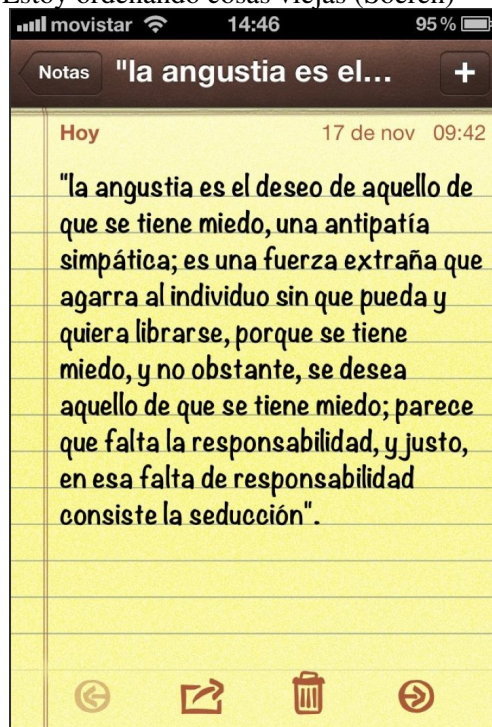 Estoy ordenando cosas viejas (Soeren)
movistar 14:46 95%
Notas "la angustia es el... +
Hoy 17 de nov 09:42
"la angustia es el deseo de aquello de
que se tiene miedo, una antipatía
simpática; es una fuerza extraña que
agarra al individuo sin que pueda y
quiera librarse, porque se tiene
miedo, y no obstante, se desea
aquello de que se tiene miedo; parece
que falta la responsabilidad, y justo,
en esa falta de responsabilidad
consiste la seducción".